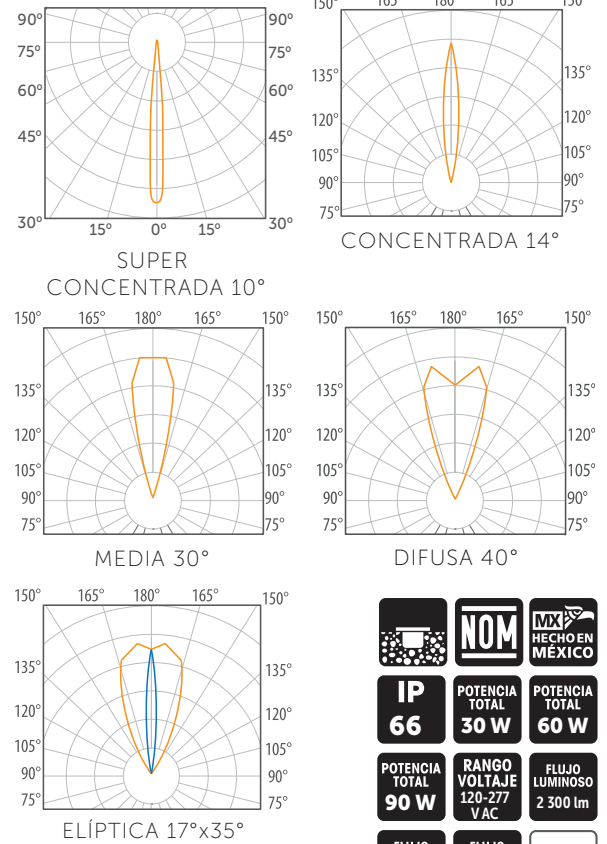 90° 90°
75° 75°
60° 60°
45° 45°
30° 15° 0° 15° 30°
SUPER
CONCENTRADA 10°
150° 165° 180° 165° 150°
135° 135°
120° 120°
105° 105°
90° 90°
75° 75°
CONCENTRADA 14°
150° 165° 180° 165° 150°
135° 135°
120° 120°
105° 105°
90° 90°
75° 75°
MEDIA 30°
150° 165° 180° 165° 150°
135° 135°
120° 120°
105° 105°
90° 90°
75° 75°
DIFUSA 40°
150° 165° 180° 165° 150°
135° 135°
120° 120°
105° 105°
90° 90°
75° 75°
ELÍPTICA 17°x35°
NOM
MX
HECHO EN
MÉXICO
IP
66
POTENCIA
TOTAL
30 W
POTENCIA
TOTAL
60 W
POTENCIA
TOTAL
90 W
RANGO
VOLTAJE
120-277
V AC
FLUJO
LUMINOSO
2 300 lm
FLUJO
FLUJO